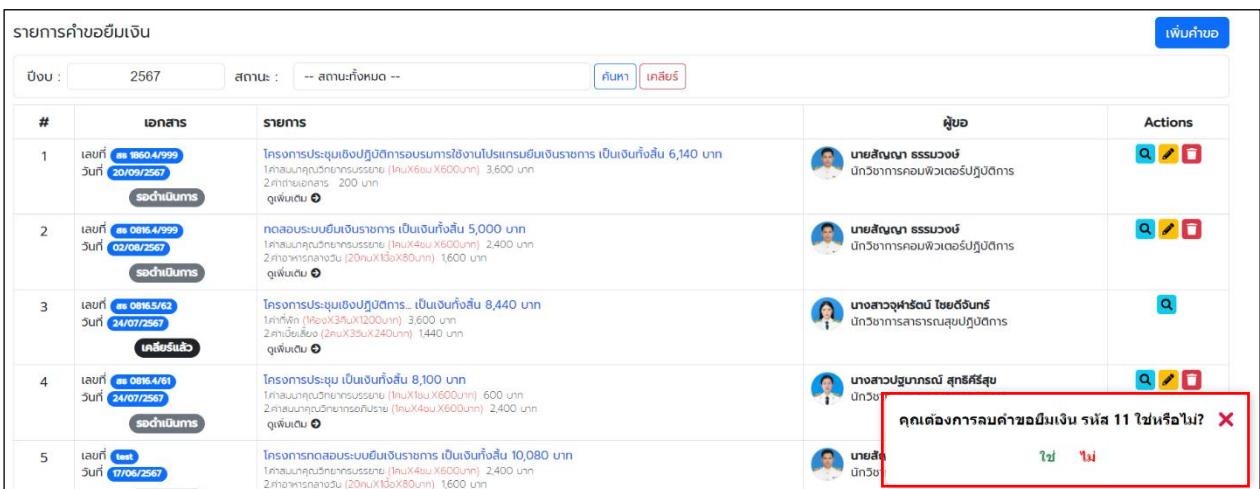 รายการคำขอยืมเงิน
เพิ่มคำขอ
ปีงบ : 2567 สถานะ : -- สถานะทั้งหมด -- ค้นหา เคลียร์
# เอกสาร รายการ ผู้ขอ Actions
1 เลขที่ สธ 1860.4/999 โครงการประชุมเชิงปฏิบัติการอบรมการใช้งานโปรแกรมยืมเงินราชการ เป็นเงินทั้งสิ้น 6,140 บาท นายสัญญา ธรรมวงษ์
วันที่ 20/09/2567 1.ค่าสมนาคุณวิทยากรบรรยาย (1คนX6ชม.X600บาท) 3,600 บาท นักวิชาการคอมพิวเตอร์ปฏิบัติการ
2.ค่าถ่ายเอกสาร 200 บาท
รอดำเนินการ ดูเพิ่มเติม
2 เลขที่ สธ 0816.4/999 ทดสอบระบบยืมเงินราชการ เป็นเงินทั้งสิ้น 5,000 บาท นายสัญญา ธรรมวงษ์
วันที่ 02/08/2567 1.ค่าสมนาคุณวิทยากรบรรยาย (1คนX4ชม.X600บาท) 2,400 บาท นักวิชาการคอมพิวเตอร์ปฏิบัติการ
2.ค่าอาหารกลางวัน (20คนX1มื้อX80บาท) 1,600 บาท
รอดำเนินการ ดูเพิ่มเติม
3 เลขที่ สธ 0816.5/62 โครงการประชุมเชิงปฏิบัติการ... เป็นเงินทั้งสิ้น 8,440 บาท นางสาวจุฬารัตน์ ไชยดีจันทร์
วันที่ 24/07/2567 1.ค่าที่พัก (1ห้องX3คืนX1200บาท) 3,600 บาท นักวิชาการสาธารณสุขปฏิบัติการ
2.ค่าเบี้ยเลี้ยง (2คนX3วันX240บาท) 1,440 บาท
เคลียร์แล้ว ดูเพิ่มเติม
4 เลขที่ สธ 0816.4/61 โครงการประชุม เป็นเงินทั้งสิ้น 8,100 บาท นางสาวปฐมาภรณ์ สุทธิคีรีสุข
วันที่ 24/07/2567 1.ค่าสมนาคุณวิทยากรบรรยาย (1คนX1ชม.X600บาท) 600 บาท
2.ค่าสมนาคุณวิทยากรอภิปราย (1คนX4ชม.X600บาท) 2,400 บาท
รอดำเนินการ ดูเพิ่มเติม
คุณต้องการลบคำขอยืมเงิน รหัส 11 ใช่หรือไม่?
ใช่ ไม่
5 เลขที่ test โครงการทดสอบระบบยืมเงินราชการ เป็นเงินทั้งสิ้น 10,080 บาท
วันที่ 17/06/2567 1.ค่าสมนาคุณวิทยากรบรรยาย (1คนX4ชม.X600บาท) 2,400 บาท
2.ค่าอาหารกลางวัน (20คนX1มื้อX80บาท) 1,600 บาท